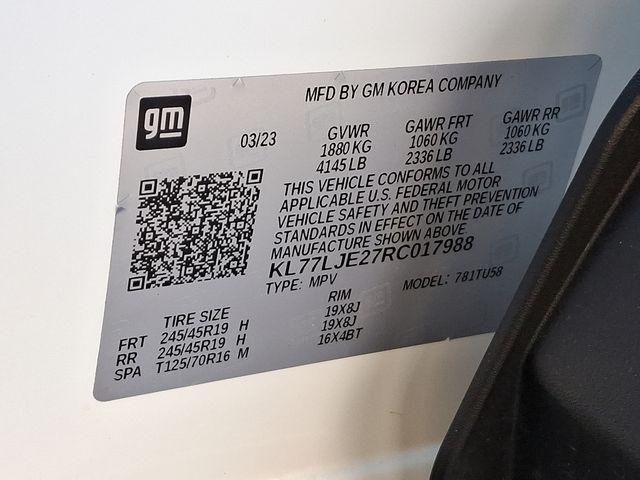 gm
MFD BY GM KOREA COMPANY
03/23
GVWR GAWR FRT GAWR RR
1880 KG 1060 KG 1060 KG
4145 LB 2336 LB 2336 LB
THIS VEHICLE CONFORMS TO ALL
APPLICABLE U.S. FEDERAL MOTOR
VEHICLE SAFETY AND THEFT PREVENTION
STANDARDS IN EFFECT ON THE DATE OF
MANUFACTURE SHOWN ABOVE
KL77LJE27RC017988
TYPE: MPV MODEL: 781TU58
TIRE SIZE RIM
FRT 245/45R19 H 19X8J
RR 245/45R19 H 19X8J
SPA T125/70R16 M 16X4BT